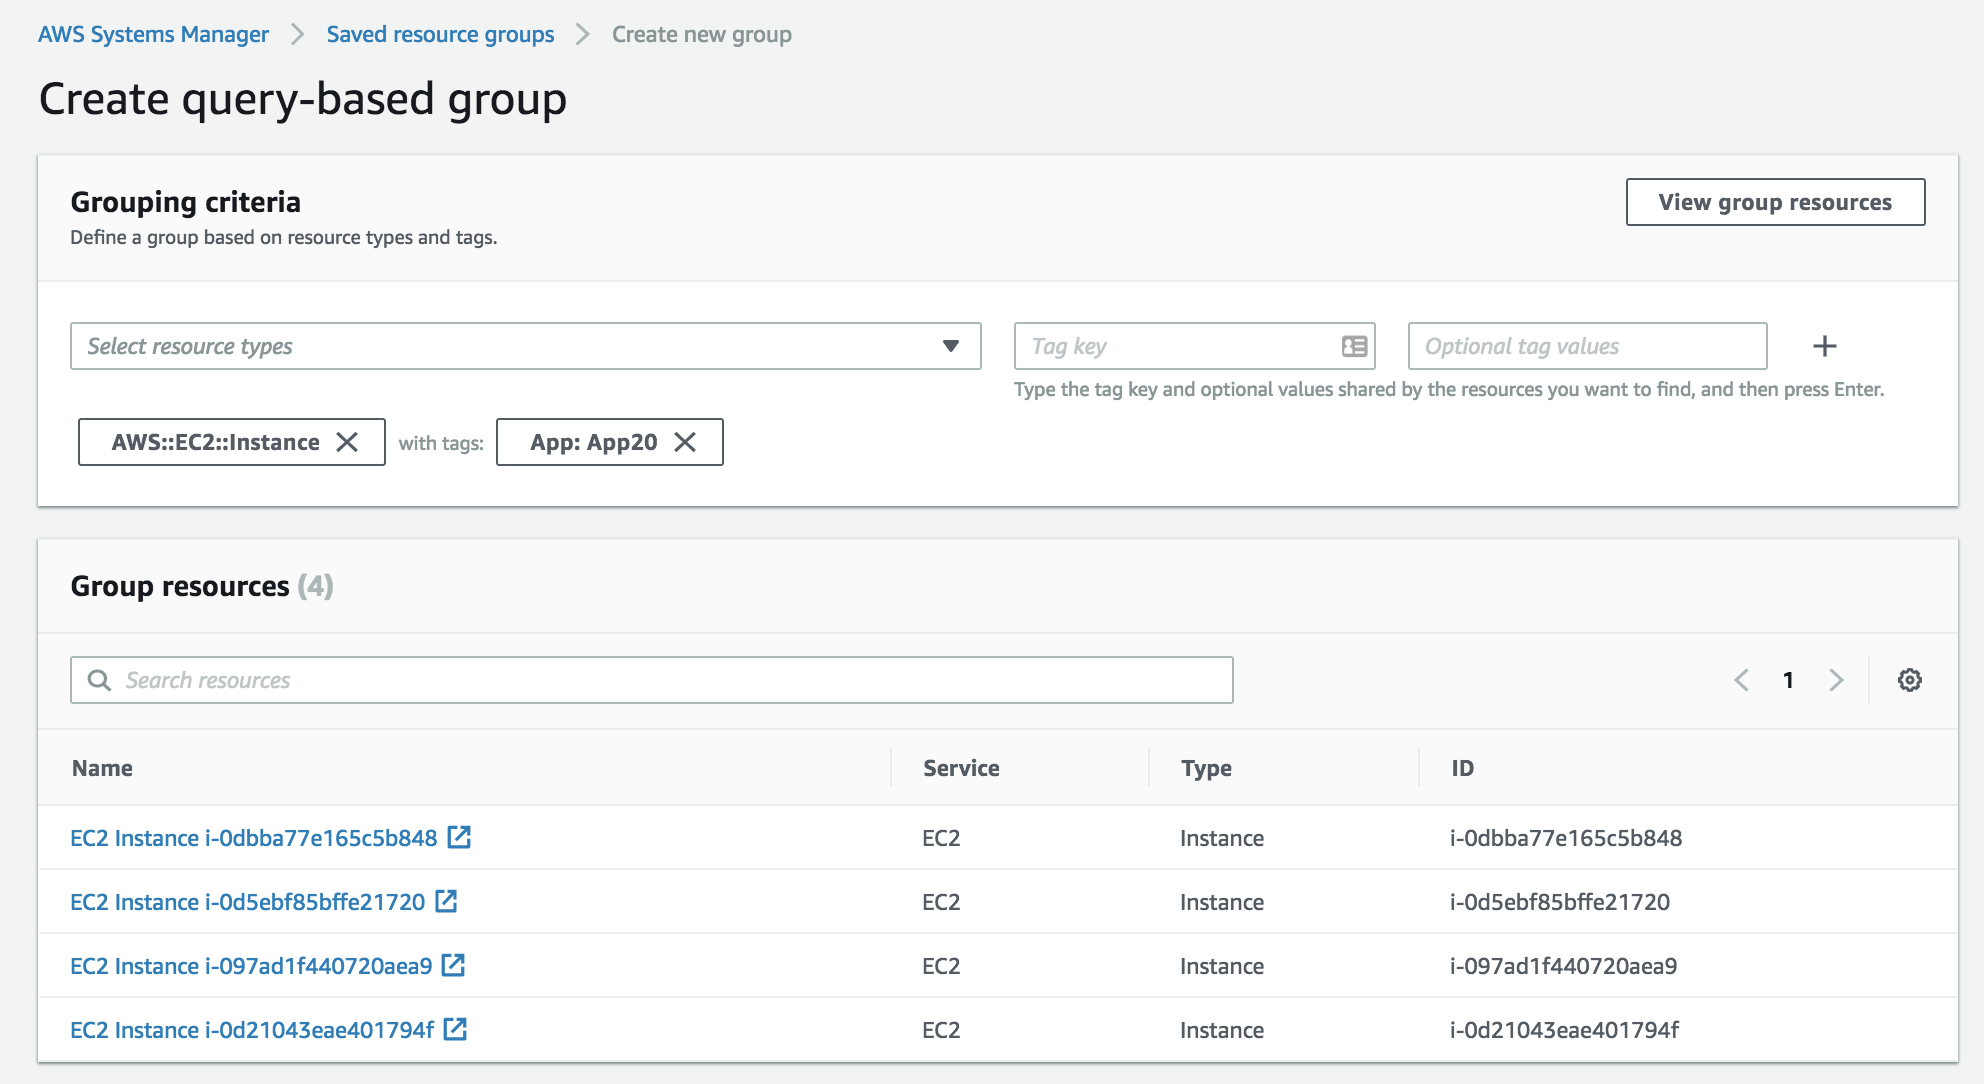 AWS Systems Manager > Saved resource groups > Create new group
Create query-based group
Grouping criteria
View group resources
Define a group based on resource types and tags.
Select resource types
Tag key
Optional tag values
Type the tag key and optional values shared by the resources you want to find, and then press Enter.
AWS::EC2::Instance with tags: App: App20
Group resources (4)
Search resources
1
Name Service Type ID
EC2 Instance i-0dbba77e165c5b848 EC2 Instance i-0dbba77e165c5b848
EC2 Instance i-0d5ebf85bffe21720 EC2 Instance i-0d5ebf85bffe21720
EC2 Instance i-097ad1f440720aea9 EC2 Instance i-097ad1f440720aea9
EC2 Instance i-0d21043eae401794f EC2 Instance i-0d21043eae401794f